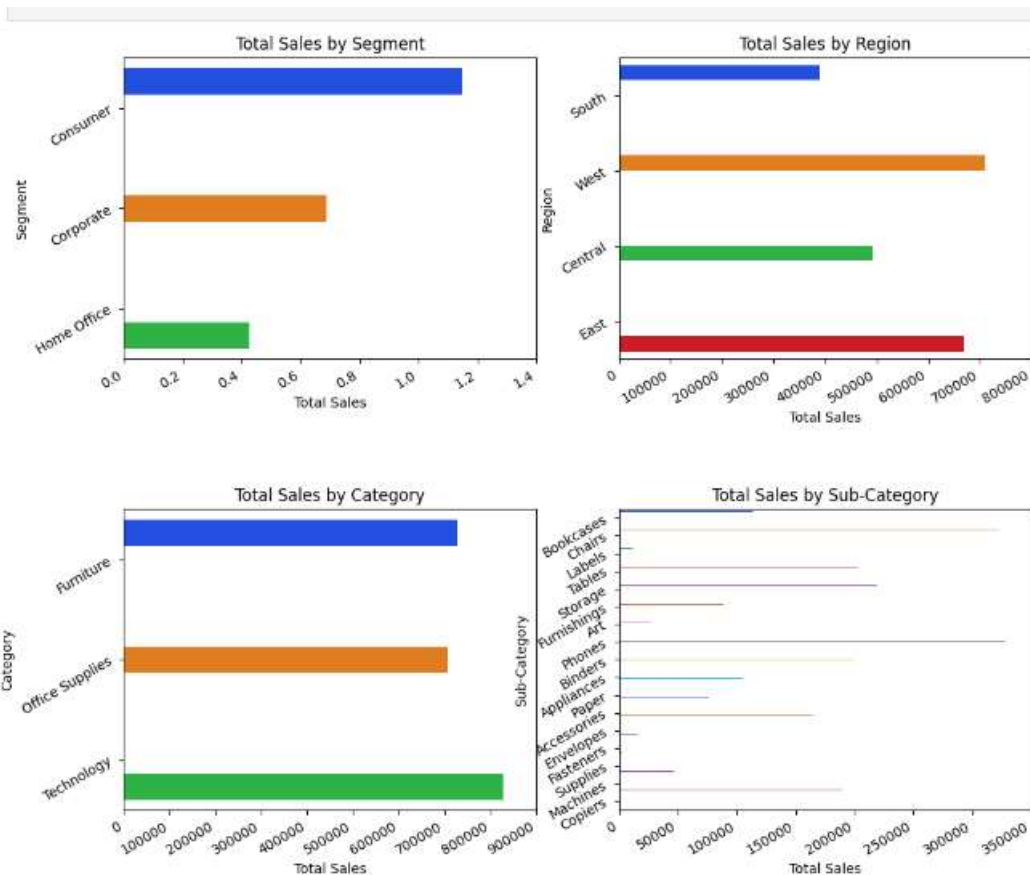 Total Sales by Segment
Segment
Consumer
Corporate
Home Office
0.0 0.2 0.4 0.6 0.8 1.0 1.2 1.4
Total Sales
Total Sales by Region
Region
South
West
Central
East
0 100000 200000 300000 400000 500000 600000 700000 800000
Total Sales
Total Sales by Category
Category
Furniture
Office Supplies
Technology
0 100000 200000 300000 400000 500000 600000 700000 800000 900000
Total Sales
Total Sales by Sub-Category
Sub-Category
Bookcases
Chairs
Labels
Tables
Storage
Furnishings
Art
Phones
Binders
Appliances
Paper
Accessories
Envelopes
Fasteners
Supplies
Machines
Copiers
0 50000 100000 150000 200000 250000 300000 350000
Total Sales